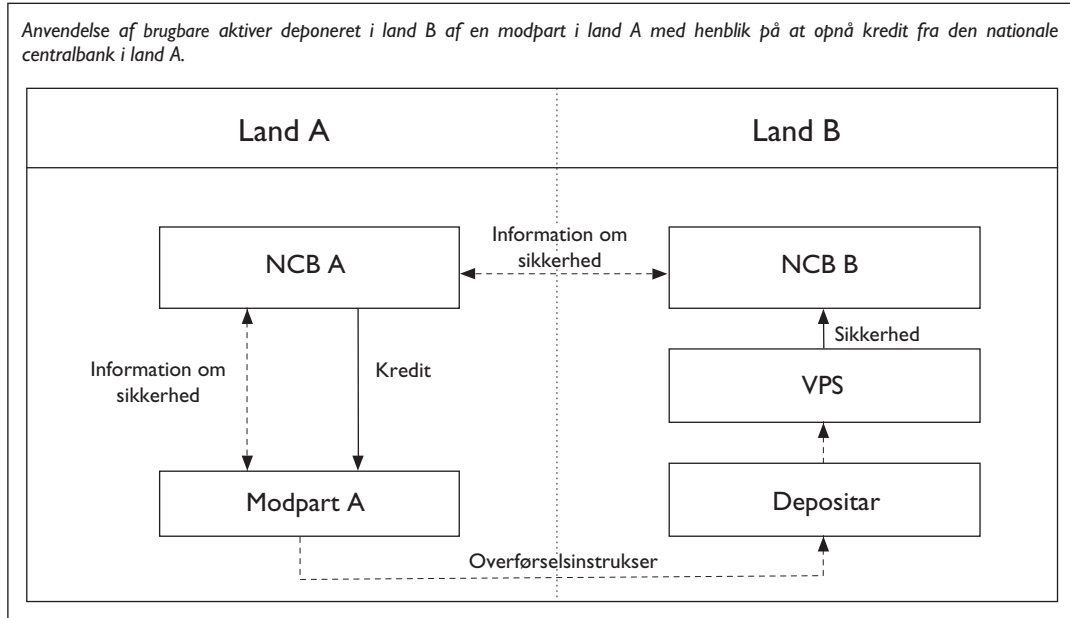 Anvendelse af brugbare aktiver deponeret i land B af en modpart i land A med henblik på at opnå kredit fra den nationale
centralbank i land A.
Land A
Land B
NCB A
Information om
sikkerhed
NCB B
Sikkerhed
Information om
sikkerhed
Kredit
VPS
Modpart A
Depositar
Overførselsinstrukser